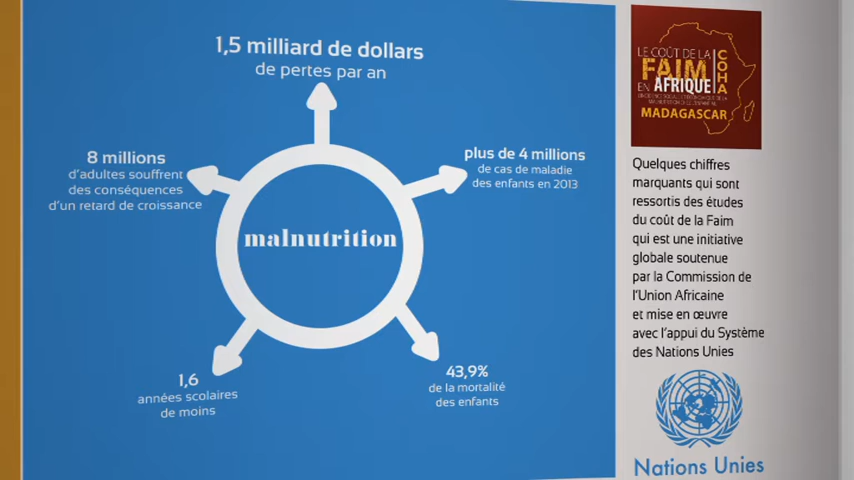 1,5 milliard de dollars
de pertes par an
8 millions
d'adultes souffrent
des conséquences
d'un retard de croissance
plus de 4 millions
de cas de maladie
des enfants en 2013
malnutrition
1,6
années scolaires
de moins
43,9%
de la mortalité
des enfants
LE COÛT DE LA
FAIM
EN AFRIQUE
COHA
MADAGASCAR
Quelques chiffres
marquants qui sont
ressortis des études
du coût de la Faim
qui est une initiative
globale soutenue
par la Commission de
l'Union Africaine
et mise en œuvre
avec l'appui du Système
des Nations Unies
Nations Unies